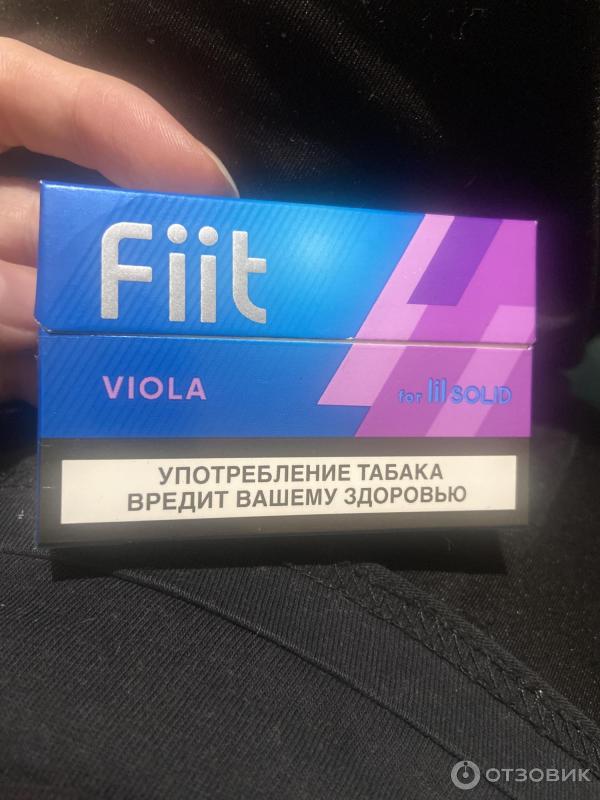 Fiit
VIOLA
for lil SOLID
УПОТРЕБЛЕНИЕ ТАБАКА
ВРЕДИТ ВАШЕМУ ЗДОРОВЬЮ
ОТЗОВИК